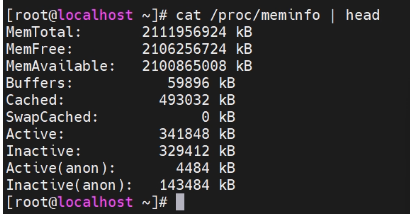 [root@localhost ~]# cat /proc/meminfo | head
MemTotal:       2111956924 kB
MemFree:        2106256724 kB
MemAvailable:   2100865008 kB
Buffers:           59896 kB
Cached:           493032 kB
SwapCached:            0 kB
Active:           341848 kB
Inactive:         329412 kB
Active(anon):       4484 kB
Inactive(anon):   143484 kB
[root@localhost ~]#